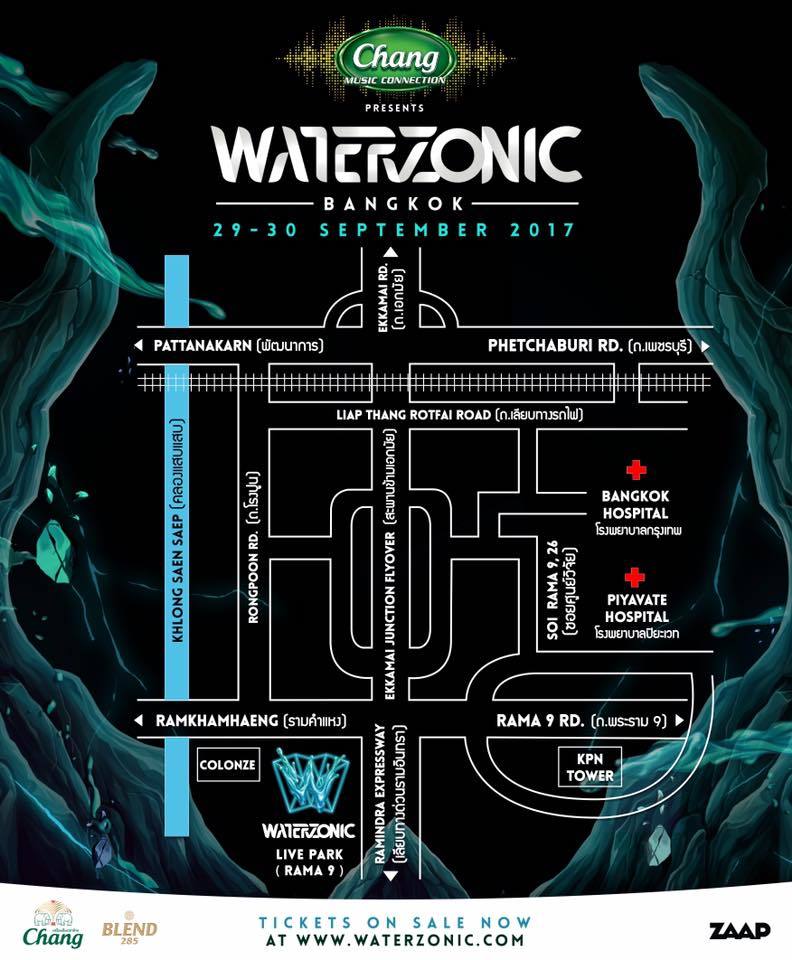 Chang
MUSIC CONNECTION
PRESENTS
WATERZONIC
BANGKOK
29-30 SEPTEMBER 2017
EKKAMAI RD.
(ถ.เอกมัย)
PATTANAKARN (พัฒนาการ)
PHETCHABURI RD. (ถ.เพชรบุรี)
LIAP THANG ROTFAI ROAD (ถ.เลียบทางรถไฟ)
KHLONG SAEN SAEP (คลองแสนแสบ)
RONGPOON RD. (ถ.โรงปูน)
EKKAMAI JUNCTION FLYOVER (สะพานข้ามเอกมัย)
BANGKOK
HOSPITAL
โรงพยาบาลกรุงเทพ
SOI RAMA 9, 26
(ซอยศูนย์วิจัย)
PIYAVATE
HOSPITAL
โรงพยาบาลปิยะเวท
RAMKHAMHAENG (รามคำแหง)
RAMA 9 RD. (ถ.พระราม 9)
COLONZE
WATERZONIC
LIVE PARK
( RAMA 9 )
RAMINDRA EXPRESSWAY
(เลียบทางด่วนรามอินทรา)
KPN
TOWER
Chang
BLEND
285
TICKETS ON SALE NOW
AT WWW.WATERZONIC.COM
ZAAP